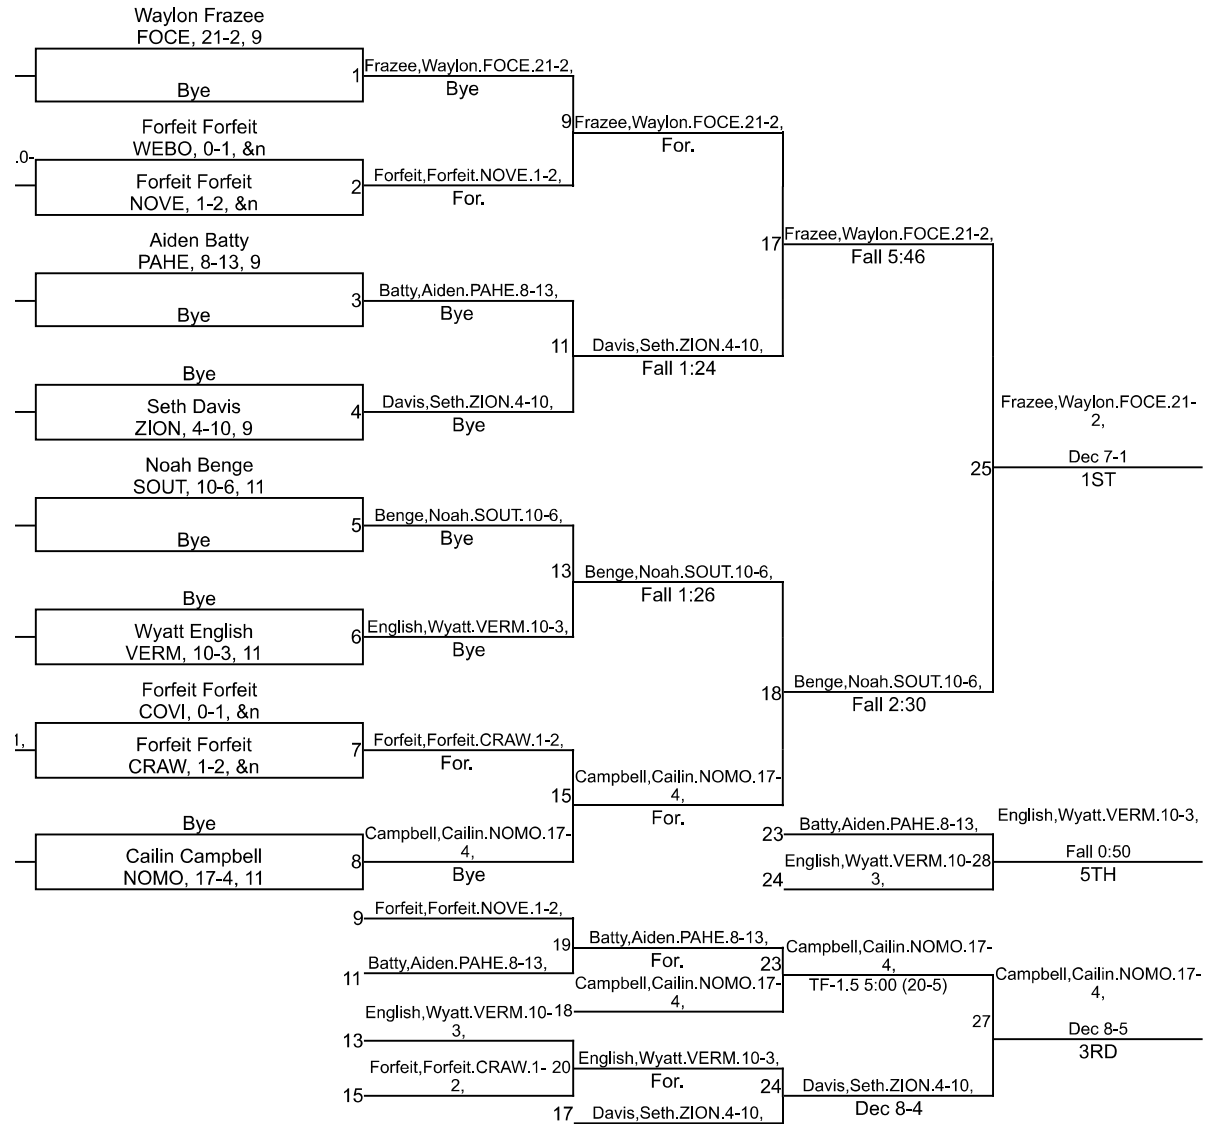 Waylon Frazee
FOCE, 21-2, 9
1
Frazee,Waylon.FOCE.21-2,
Bye
Bye
9
Frazee,Waylon.FOCE.21-2,
For.
Forfeit Forfeit
WEBO, 0-1, &n
.0-
Forfeit Forfeit
NOVE, 1-2, &n
2
Forfeit,Forfeit.NOVE.1-2,
For.
17
Frazee,Waylon.FOCE.21-2,
Fall 5:46
Aiden Batty
PAHE, 8-13, 9
3
Batty,Aiden.PAHE.8-13,
Bye
Bye
11
Davis,Seth.ZION.4-10,
Fall 1:24
Bye
Seth Davis
ZION, 4-10, 9
4
Davis,Seth.ZION.4-10,
Bye
Frazee,Waylon.FOCE.21-
2,
25
Dec 7-1
1ST
Noah Benge
SOUT, 10-6, 11
5
Benge,Noah.SOUT.10-6,
Bye
Bye
13
Benge,Noah.SOUT.10-6,
Fall 1:26
Bye
Wyatt English
VERM, 10-3, 11
6
English,Wyatt.VERM.10-3,
Bye
18
Benge,Noah.SOUT.10-6,
Fall 2:30
Forfeit Forfeit
COVI, 0-1, &n
1,
Forfeit Forfeit
CRAW, 1-2, &n
7
Forfeit,Forfeit.CRAW.1-2,
For.
15
Campbell,Cailin.NOMO.17-
4,
For.
Bye
Cailin Campbell
NOMO, 17-4, 11
8
Campbell,Cailin.NOMO.17-
4,
Bye
23
Batty,Aiden.PAHE.8-13,
English,Wyatt.VERM.10-3,
24
English,Wyatt.VERM.10-
3,
28
Fall 0:50
5TH
9
Forfeit,Forfeit.NOVE.1-2,
19
Batty,Aiden.PAHE.8-13,
For.
11
Batty,Aiden.PAHE.8-13,
23
Campbell,Cailin.NOMO.17-
4,
TF-1.5 5:00 (20-5)
18
Campbell,Cailin.NOMO.17-
4,
27
Campbell,Cailin.NOMO.17-
4,
Dec 8-5
3RD
13
English,Wyatt.VERM.10-
3,
20
English,Wyatt.VERM.10-3,
For.
15
Forfeit,Forfeit.CRAW.1-
2,
24
Davis,Seth.ZION.4-10,
Dec 8-4
17
Davis,Seth.ZION.4-10,